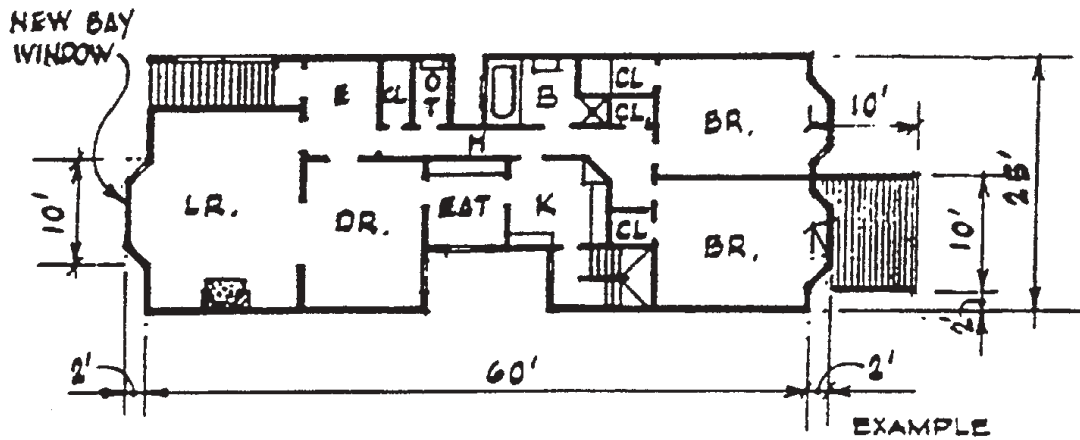 NEW BAY
WINDOW
E
CL
O
T
B
CL
CL.
BR.
10'
H
10'
LR.
DR.
EAT
K
CL
BR.
10'
2'
2'
60'
2'
EXAMPLE